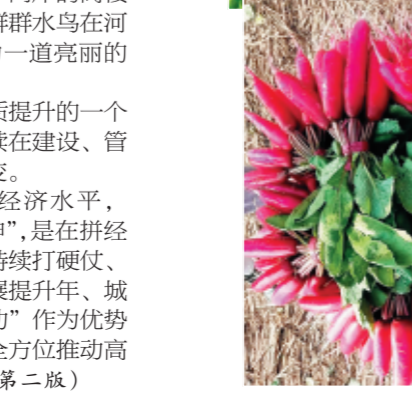 群群水鸟在河
一道亮丽的
质提升的一个
续在建设、管
变。
经济水平，
”，是在拼经
持续打硬仗、
展提升年、城
”作为优势
全方位推动高
第二版）